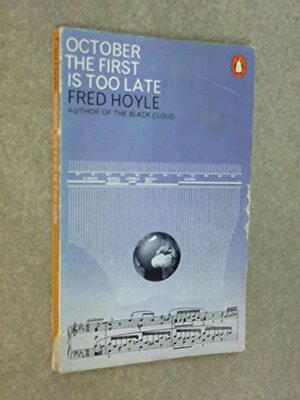 OCTOBER
THE FIRST
IS TOO LATE
FRED HOYLE
AUTHOR OF THE BLACK CLOUD